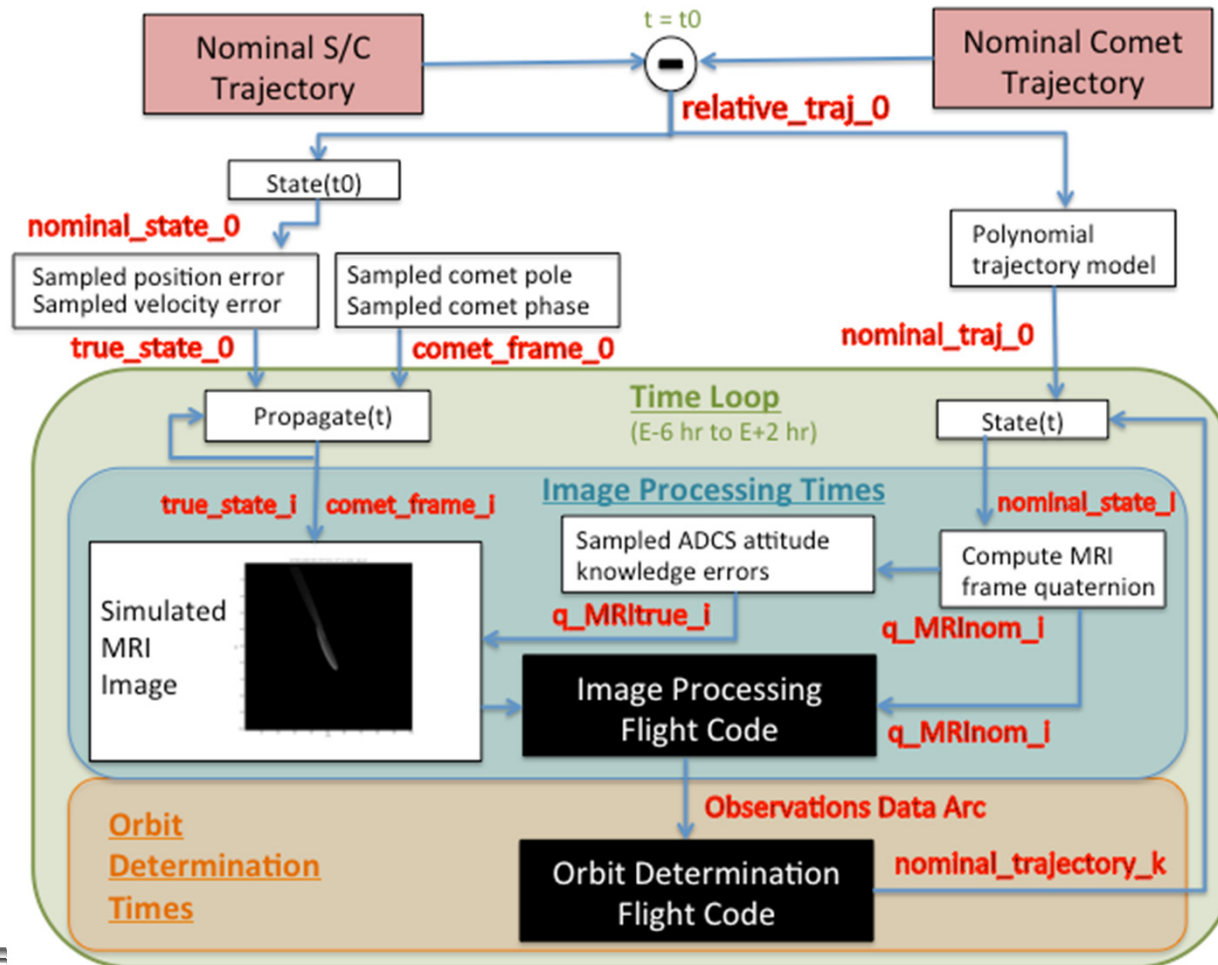 Nominal S/C
Trajectory
t = t0
Nominal Comet
Trajectory
relative_traj_0
State(t0)
nominal_state_0
Sampled position error
Sampled velocity error
Sampled comet pole
Sampled comet phase
Polynomial
trajectory model
true_state_0
comet_frame_0
nominal_traj_0
Time Loop
(E-6 hr to E+2 hr)
Propagate(t)
State(t)
true_state_i
comet_frame_i
Image Processing Times
nominal_state_i
Sampled ADCS attitude
knowledge errors
Compute MRI
frame quaternion
q_MRItrue_i
q_MRInom_i
Simulated
MRI
Image
Image Processing
Flight Code
q_MRInom_i
Observations Data Arc
Orbit
Determination
Times
Orbit Determination
Flight Code
nominal_trajectory_k